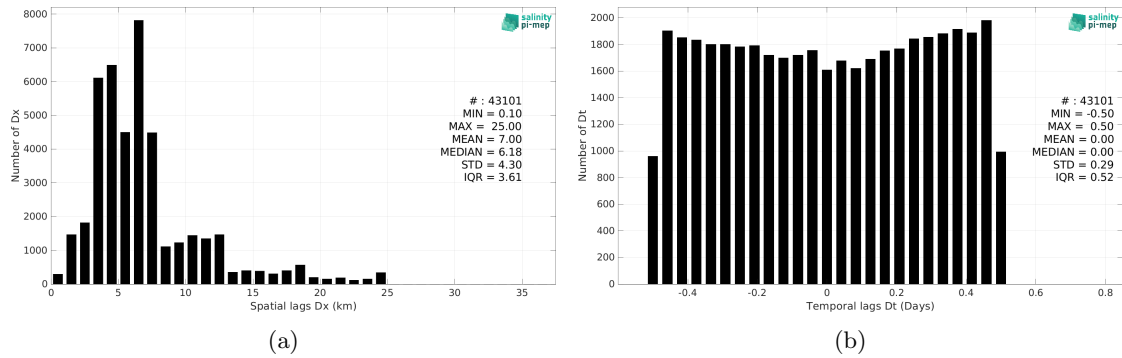 8000
7000
6000
5000
4000
3000
2000
1000
0
Number of Dx
salinity
pi-mep
# : 43101
MIN = 0.10
MAX = 25.00
MEAN = 7.00
MEDIAN = 6.18
STD = 4.30
IQR = 3.61
0 5 10 15 20 25 30 35
Spatial lags Dx (km)
(a)
2000
1800
1600
1400
1200
1000
800
600
400
200
0
Number of Dt
salinity
pi-mep
# : 43101
MIN = -0.50
MAX = 0.50
MEAN = 0.00
MEDIAN = 0.00
STD = 0.29
IQR = 0.52
-0.4 -0.2 0 0.2 0.4 0.6 0.8
Temporal lags Dt (Days)
(b)